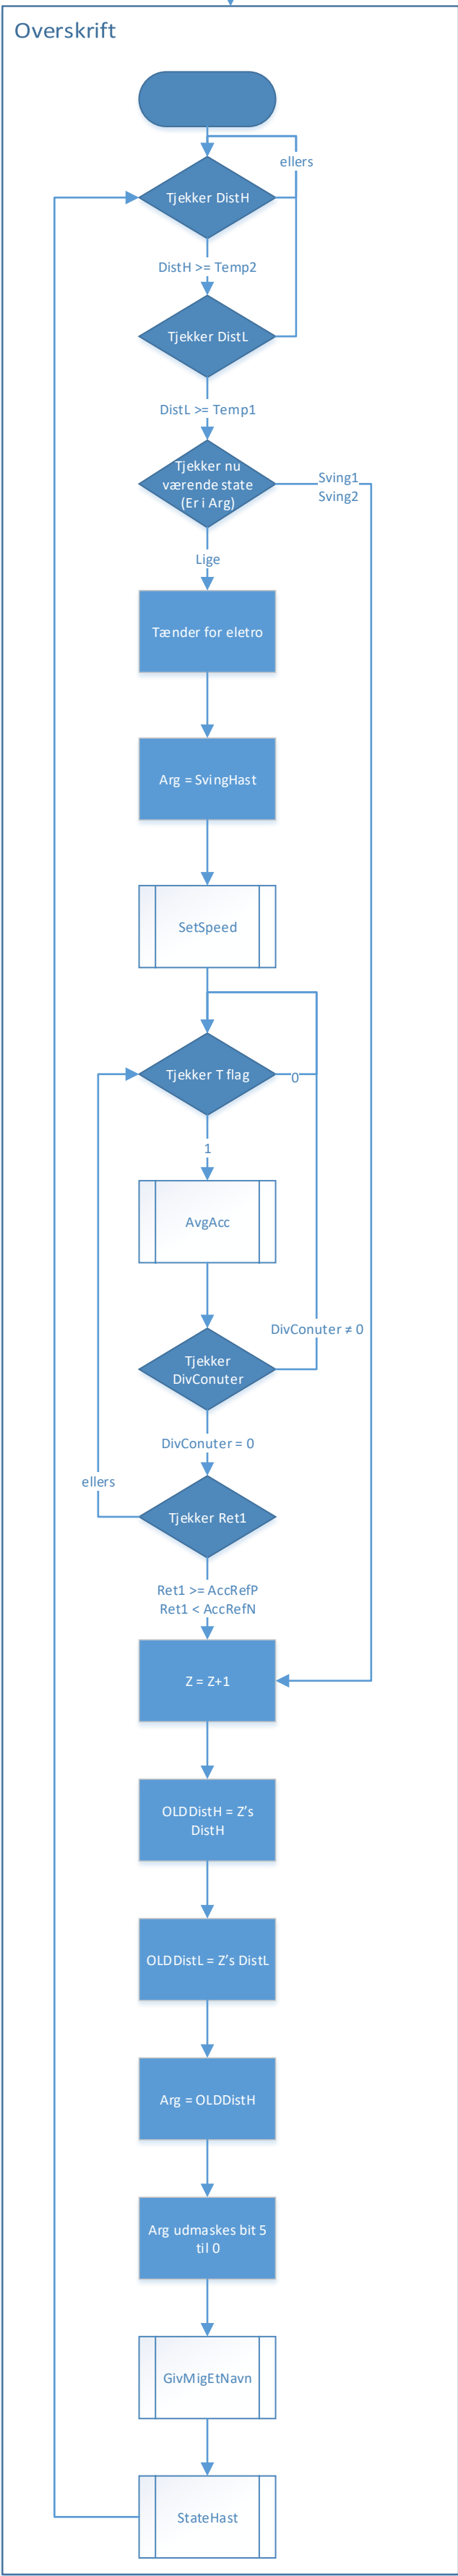 Overskrift
ellers
Tjekker DistH
DistH >= Temp2
Tjekker DistL
DistL >= Temp1
Tjekker nu
værende state
(Er i Arg)
Sving1
Sving2
Lige
Tænder for eletro
Arg = SvingHast
SetSpeed
Tjekker T flag
0
1
AvgAcc
DivConuter ≠ 0
Tjekker
DivConuter
DivConuter = 0
ellers
Tjekker Ret1
Ret1 >= AccRefP
Ret1 < AccRefN
Z = Z+1
OLDDistH = Z’s
DistH
OLDDistL = Z’s DistL
Arg = OLDDistH
Arg udmaskes bit 5
til 0
GivMigEtNavn
StateHast